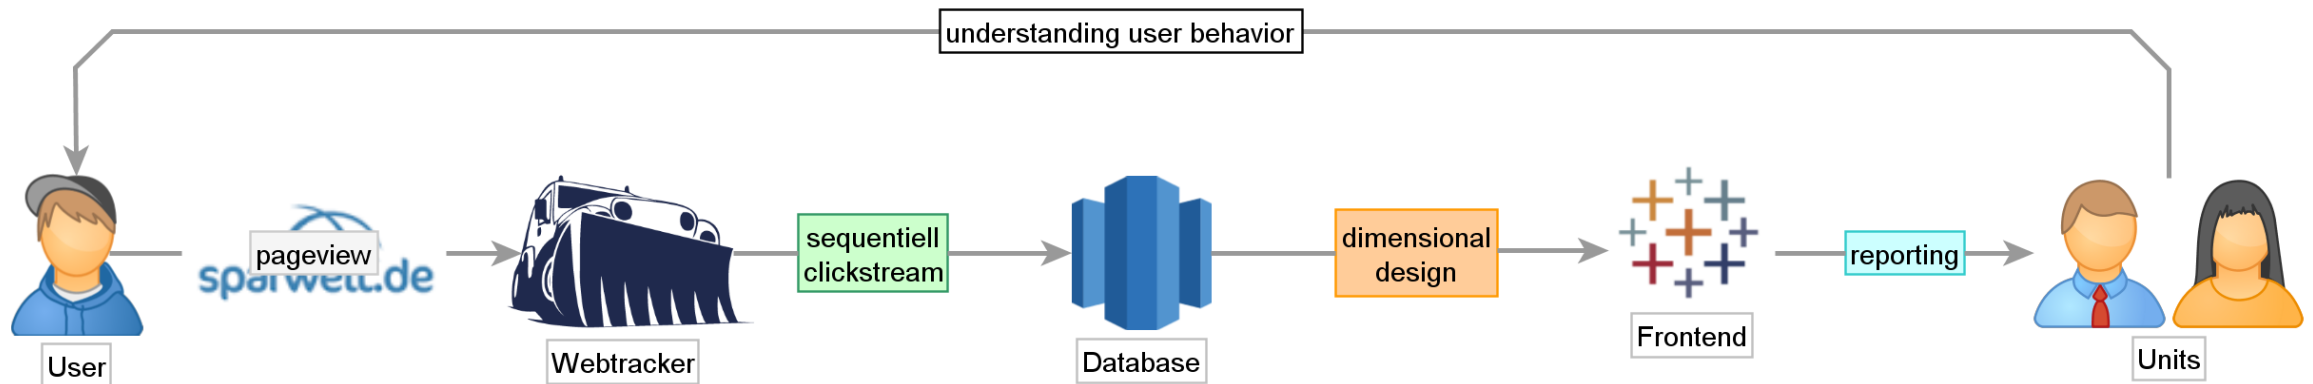 understanding user behavior
pageview
sparwelt.de
sequentiell
clickstream
dimensional
design
reporting
User
Webtracker
Database
Frontend
Units